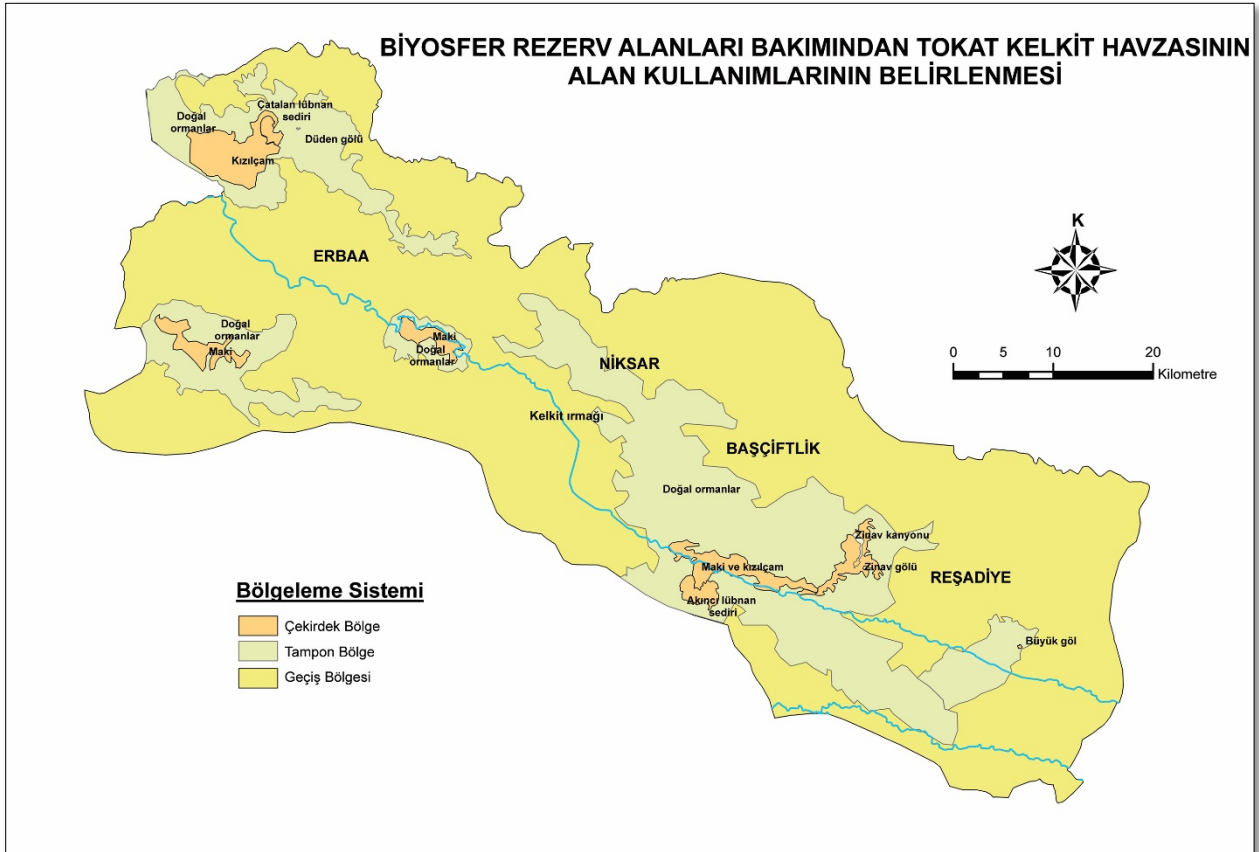 BİYOSFER REZERV ALANLARI BAKIMINDAN TOKAT KELKİT HAVZASININ
ALAN KULLANIMLARININ BELİRLENMESİ
Çatalan lübnan
sediri
Doğal
ormanlar
Düden gölü
Kızılçam
K
ERBAA
Doğal
ormanlar
Maki
Maki
Doğal
ormanlar
NİKSAR
0 5 10 20
Kilometre
Kelkit ırmağı
BAŞÇİFTLİK
Doğal ormanlar
Zinav kanyonu
Zinav gölü
Maki ve kızılçam
REŞADİYE
Akıncı lübnan
sediri
Büyük göl
Bölgeleme Sistemi
Çekirdek Bölge
Tampon Bölge
Geçiş Bölgesi